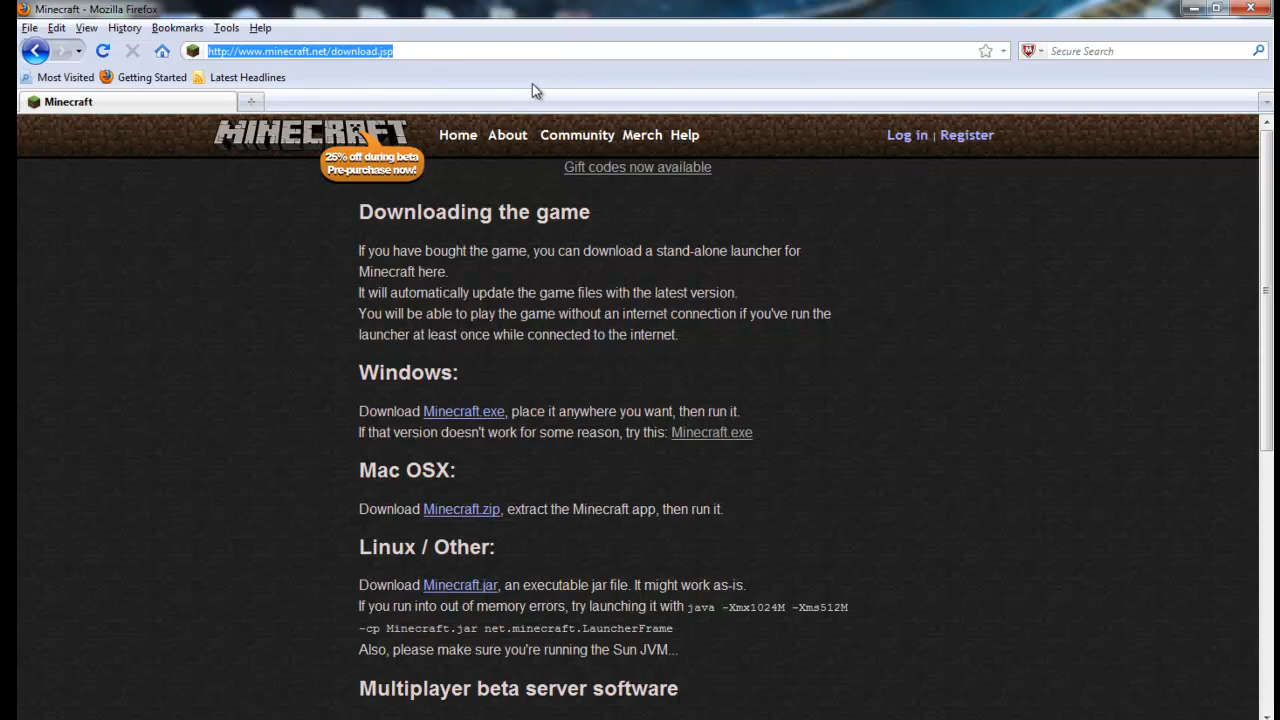 Minecraft - Mozilla Firefox
File Edit View History Bookmarks Tools Help
http://www.minecraft.net/download.jsp
Secure Search
Most Visited Getting Started Latest Headlines
Minecraft
MINECRAFT
Home About Community Merch Help
Log in | Register
25% off during beta
Pre-purchase now!
Gift codes now available
Downloading the game
If you have bought the game, you can download a stand-alone launcher for
Minecraft here.
It will automatically update the game files with the latest version.
You will be able to play the game without an internet connection if you've run the
launcher at least once while connected to the internet.
Windows:
Download Minecraft.exe, place it anywhere you want, then run it.
If that version doesn't work for some reason, try this: Minecraft.exe
Mac OSX:
Download Minecraft.zip, extract the Minecraft app, then run it.
Linux / Other:
Download Minecraft.jar, an executable jar file. It might work as-is.
If you run into out of memory errors, try launching it with java -Xmx1024M -Xms512M
-cp Minecraft.jar net.minecraft.LauncherFrame
Also, please make sure you're running the Sun JVM...
Multiplayer beta server software